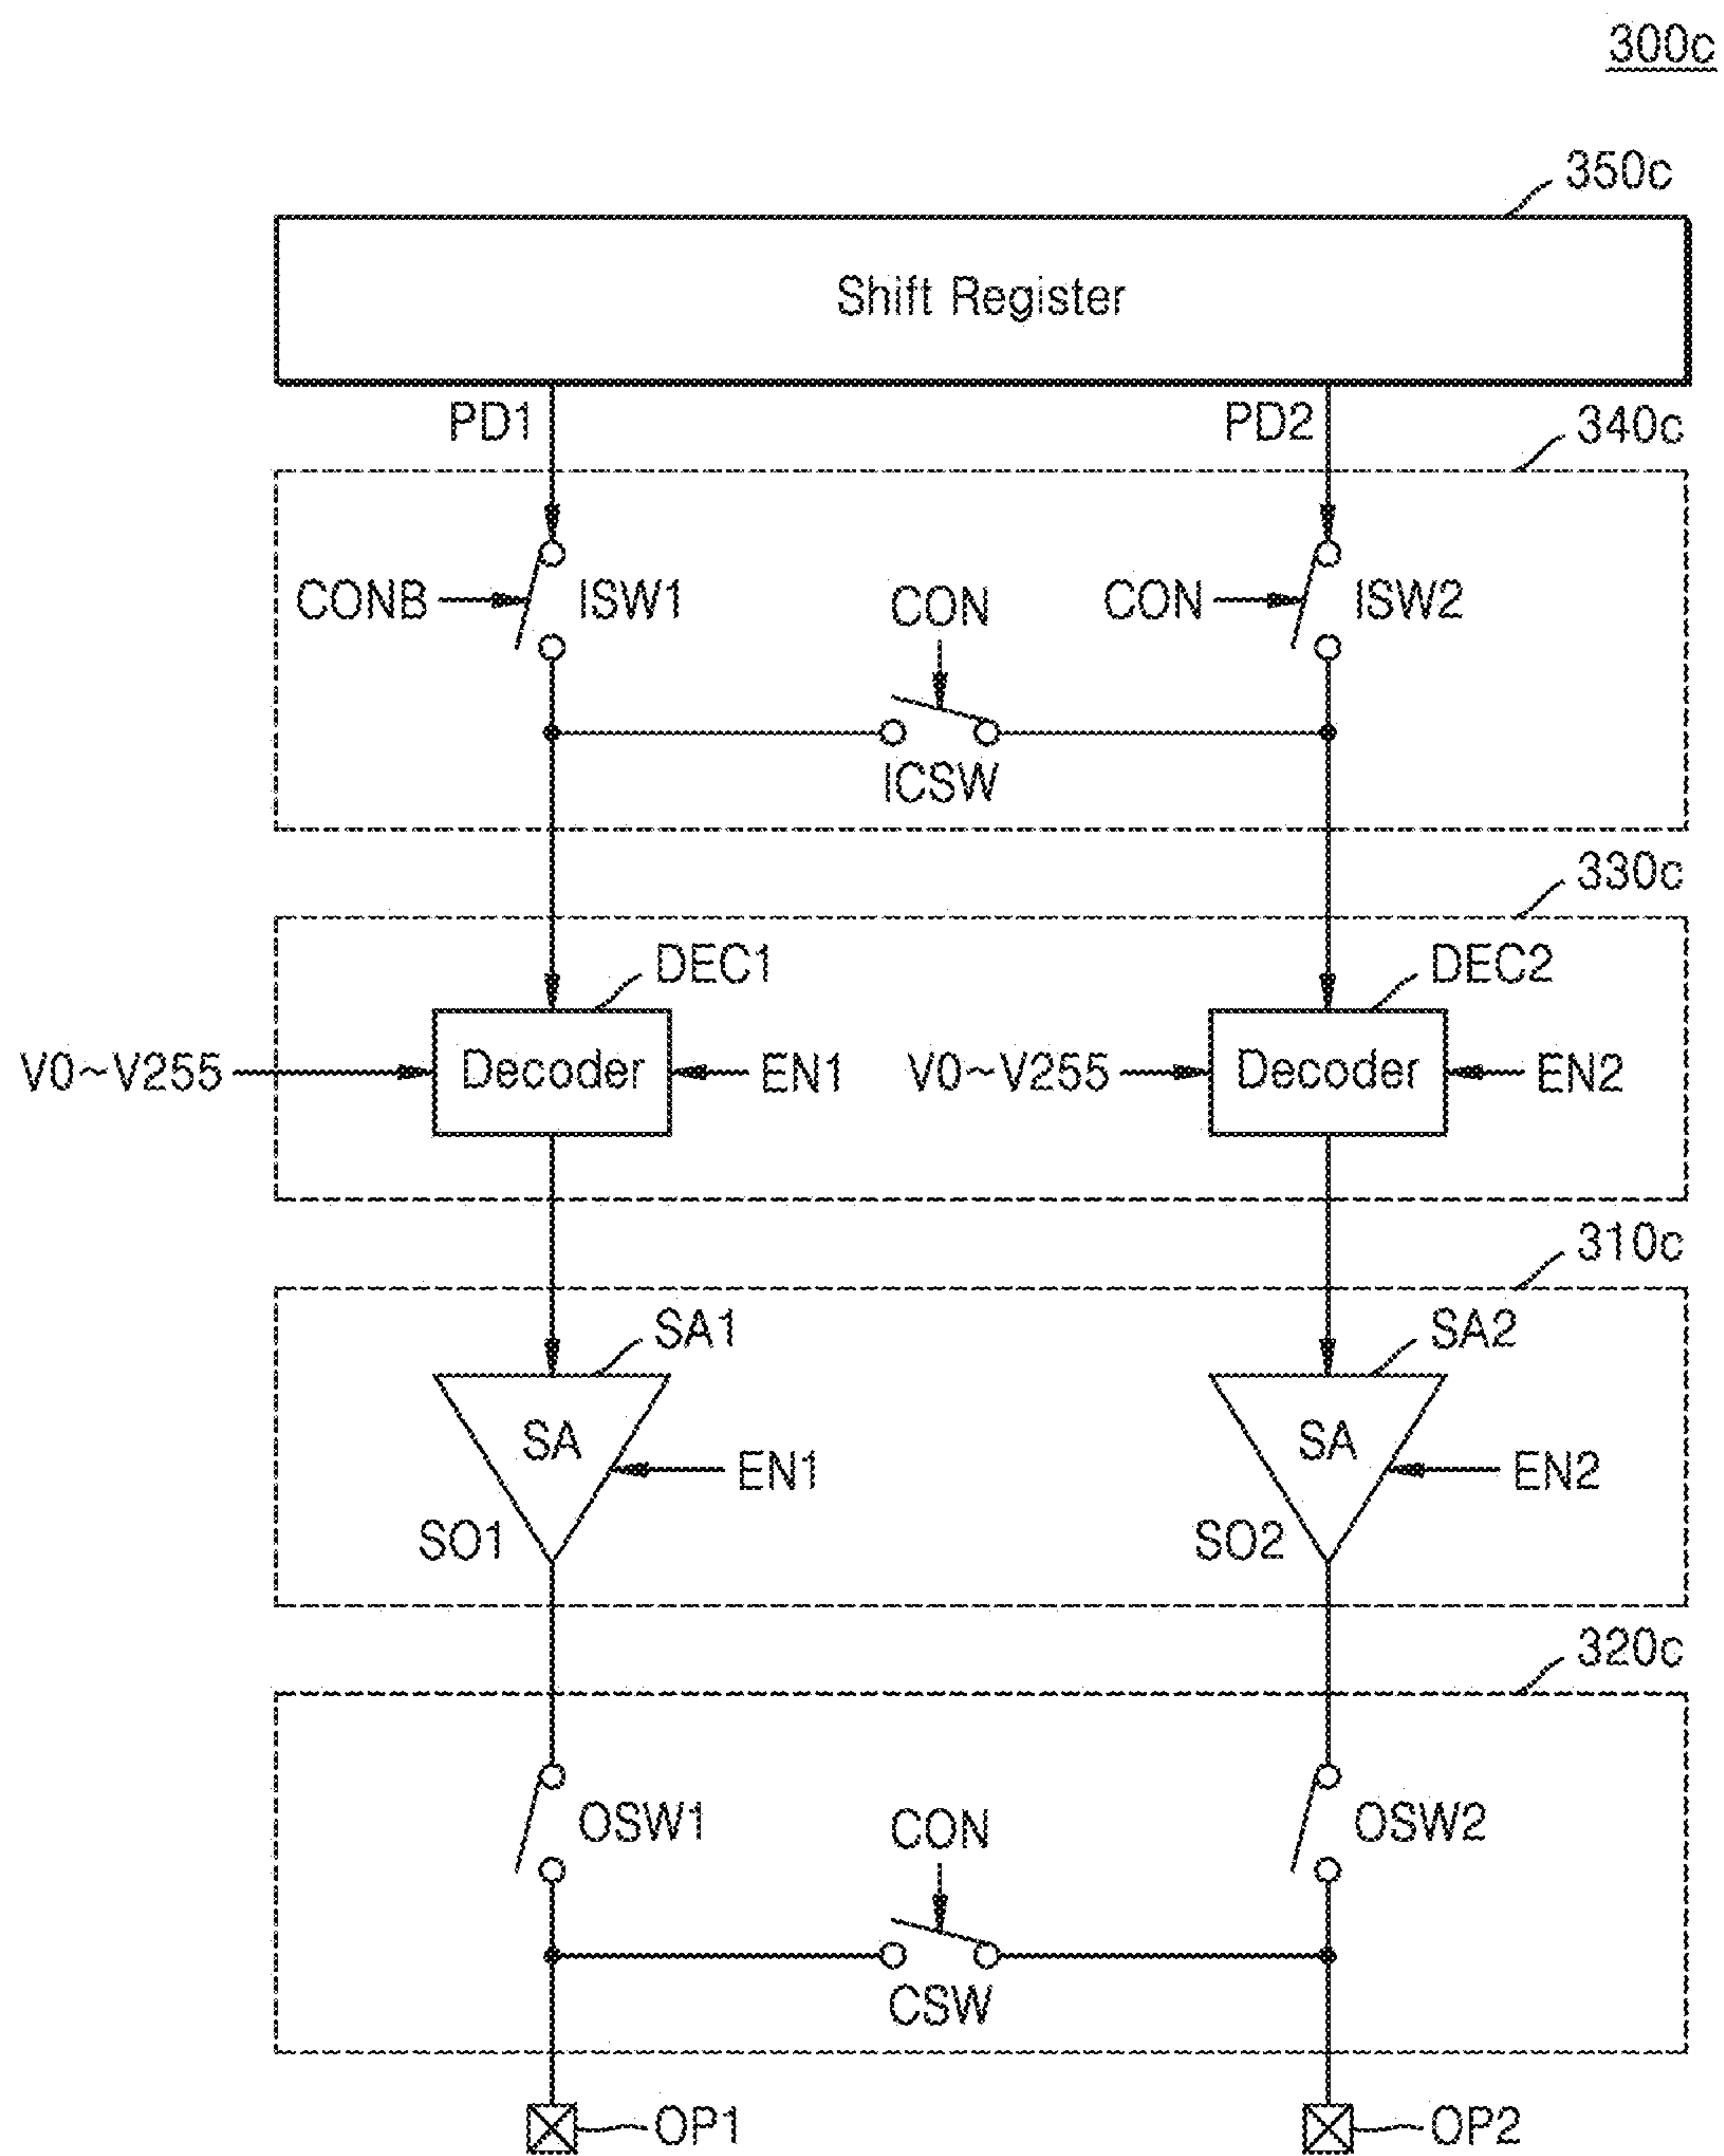 300c
350c
Shift Register
PD1
PD2
340c
CONB
ISW1
CON
CON
ISW2
ICSW
330c
DEC1
DEC2
V0~V255
Decoder
EN1
V0~V255
Decoder
EN2
310c
SA1
SA2
SA
EN1
SA
EN2
SO1
SO2
320c
OSW1
CON
OSW2
CSW
OP1
OP2